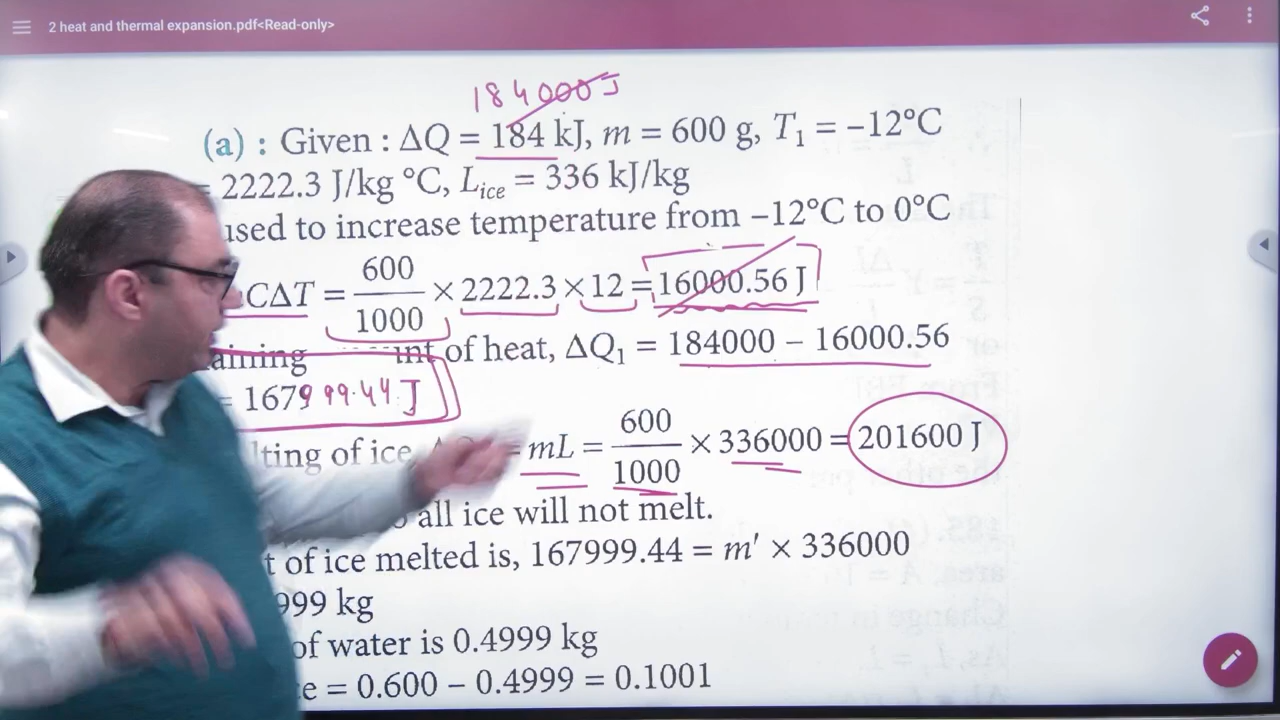 2 heat and thermal expansion.pdf<Read-only>
184000J
(a) : Given : ΔQ = 184 kJ, m = 600 g, T₁ = −12°C
2222.3 J/kg °C, L_ice = 336 kJ/kg
used to increase temperature from −12°C to 0°C
CΔT = 600/1000 × 2222.3 × 12 = 16000.56 J
of heat, ΔQ₁ = 184000 − 16000.56
= 167999.44 J
of ice = mL = 600/1000 × 336000 = 201600 J
all ice will not melt.
of ice melted is, 167999.44 = m′ × 336000
999 kg
of water is 0.4999 kg
= 0.600 − 0.4999 = 0.1001